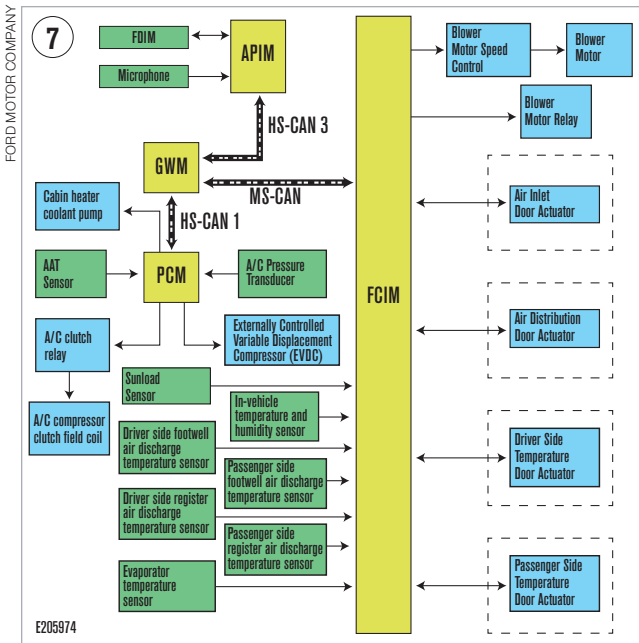 FORD MOTOR COMPANY
7
FDIM
Microphone
APIM
HS-CAN 3
GWM
MS-CAN
HS-CAN 1
Cabin heater
coolant pump
AAT
Sensor
PCM
A/C Pressure
Transducer
A/C clutch
relay
Externally Controlled
Variable Displacement
Compressor (EVDC)
A/C compressor
clutch field coil
Sunload
Sensor
In-vehicle
temperature and
humidity sensor
Driver side footwell
air discharge
temperature sensor
Passenger side
footwell air discharge
temperature sensor
Driver side register
air discharge
temperature sensor
Passenger side
register air discharge
temperature sensor
Evaporator
temperature
sensor
FCIM
Blower
Motor Speed
Control
Blower
Motor
Blower
Motor Relay
Air Inlet
Door Actuator
Air Distribution
Door Actuator
Driver Side
Temperature
Door Actuator
Passenger Side
Temperature
Door Actuator
E205974